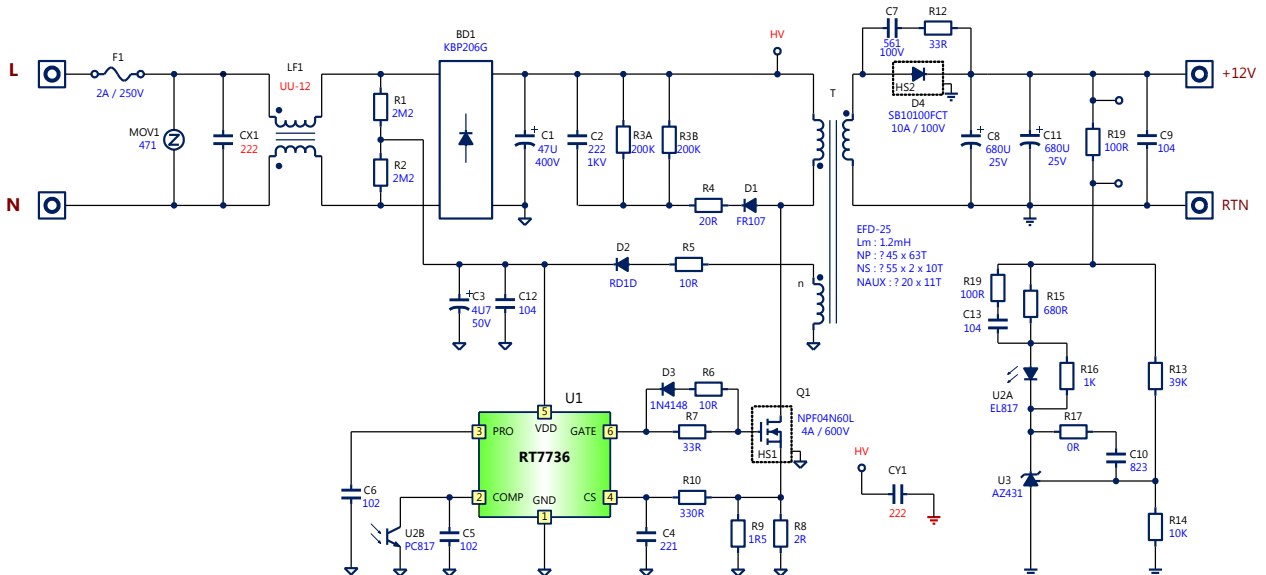 C7
561
100V
R12
33R
L
F1
2A / 250V
LF1
UU-12
MOV1
471
CX1
222
R1
2M2
R2
2M2
BD1
KBP206G
HV
C1
47U
400V
C2
222
1KV
R3A
200K
R3B
200K
R4
20R
D1
FR107
T
HS2
D4
SB10100FCT
10A / 100V
C8
680U
25V
C11
680U
25V
R19
100R
C9
104
+12V
N
RTN
EFD-25
Lm : 1.2mH
NP : ? 45 x 63T
NS : ? 55 x 2 x 10T
NAUX : ? 20 x 11T
D2
RD1D
R5
10R
n
C3
4U7
50V
C12
104
R19
100R
C13
104
R15
680R
U2A
EL817
R16
1K
R13
39K
R17
0R
C10
823
U3
AZ431
R14
10K
D3
1N4148
R6
10R
R7
33R
Q1
NPF04N60L
4A / 600V
HS1
U1
5
VDD
3
PRO
GATE
6
RT7736
2
COMP
GND
CS
4
1
C6
102
U2B
PC817
C5
102
R10
330R
C4
221
R9
1R5
R8
2R
HV
CY1
222